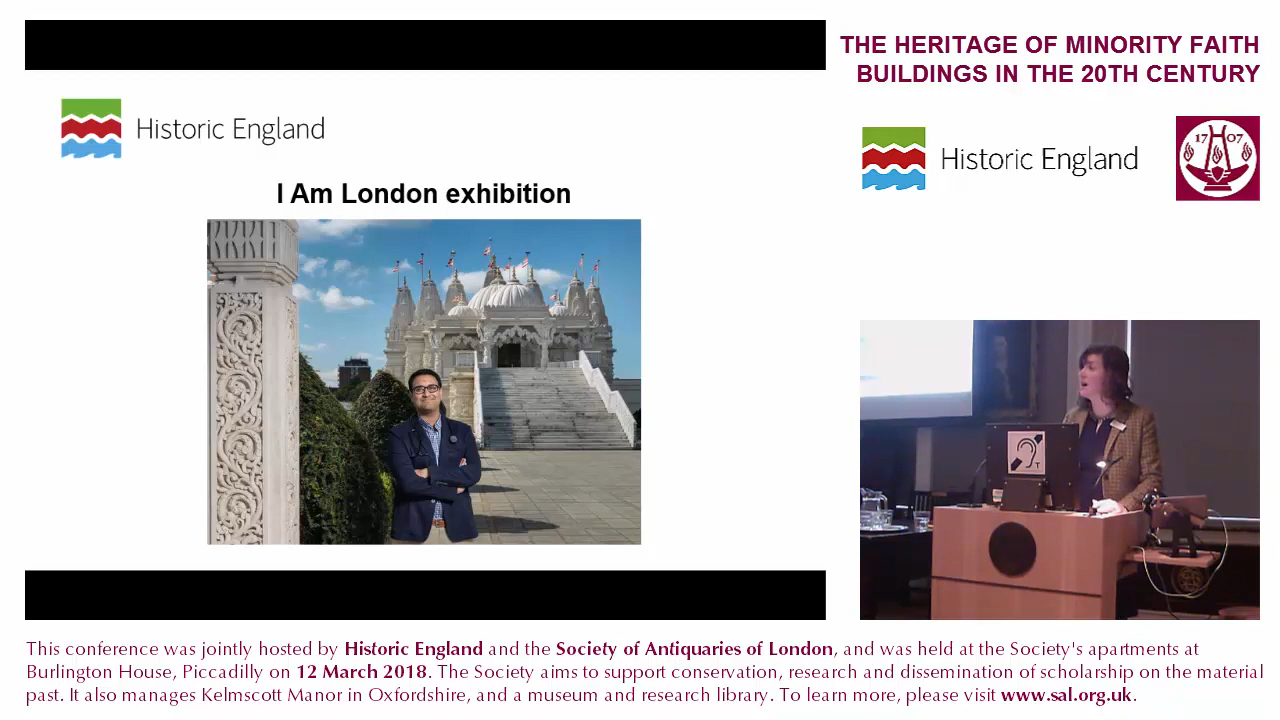 THE HERITAGE OF MINORITY FAITH
BUILDINGS IN THE 20TH CENTURY
Historic England
I Am London exhibition
Historic England
17 07
T
This conference was jointly hosted by Historic England and the Society of Antiquaries of London, and was held at the Society's apartments at
Burlington House, Piccadilly on 12 March 2018. The Society aims to support conservation, research and dissemination of scholarship on the material
past. It also manages Kelmscott Manor in Oxfordshire, and a museum and research library. To learn more, please visit www.sal.org.uk.